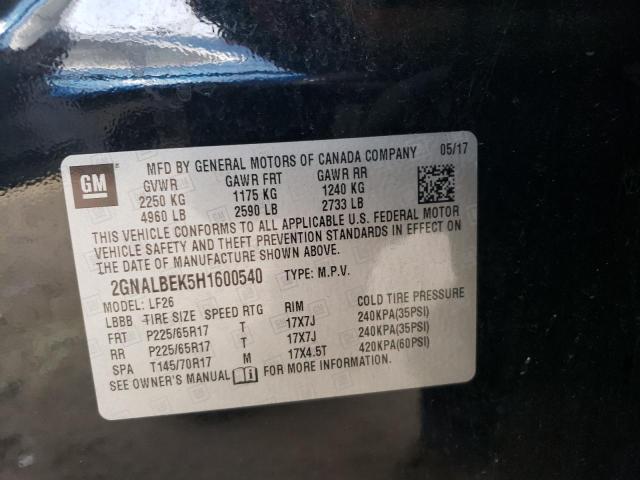 GM
MFD BY GENERAL MOTORS OF CANADA COMPANY 05/17
GVWR GAWR FRT GAWR RR
2250 KG 1175 KG 1240 KG
4960 LB 2590 LB 2733 LB
THIS VEHICLE CONFORMS TO ALL APPLICABLE U.S. FEDERAL MOTOR
VEHICLE SAFETY AND THEFT PREVENTION STANDARDS IN EFFECT ON
THE DATE OF MANUFACTURE SHOWN ABOVE.
2GNALBEK5H1600540 TYPE: M.P.V.
MODEL: LF26
LBBB TIRE SIZE SPEED RTG RIM COLD TIRE PRESSURE
FRT P225/65R17 T 17X7J 240KPA(35PSI)
RR P225/65R17 T 17X7J 240KPA(35PSI)
SPA T145/70R17 M 17X4.5T 420KPA(60PSI)
SEE OWNER'S MANUAL FOR MORE INFORMATION.